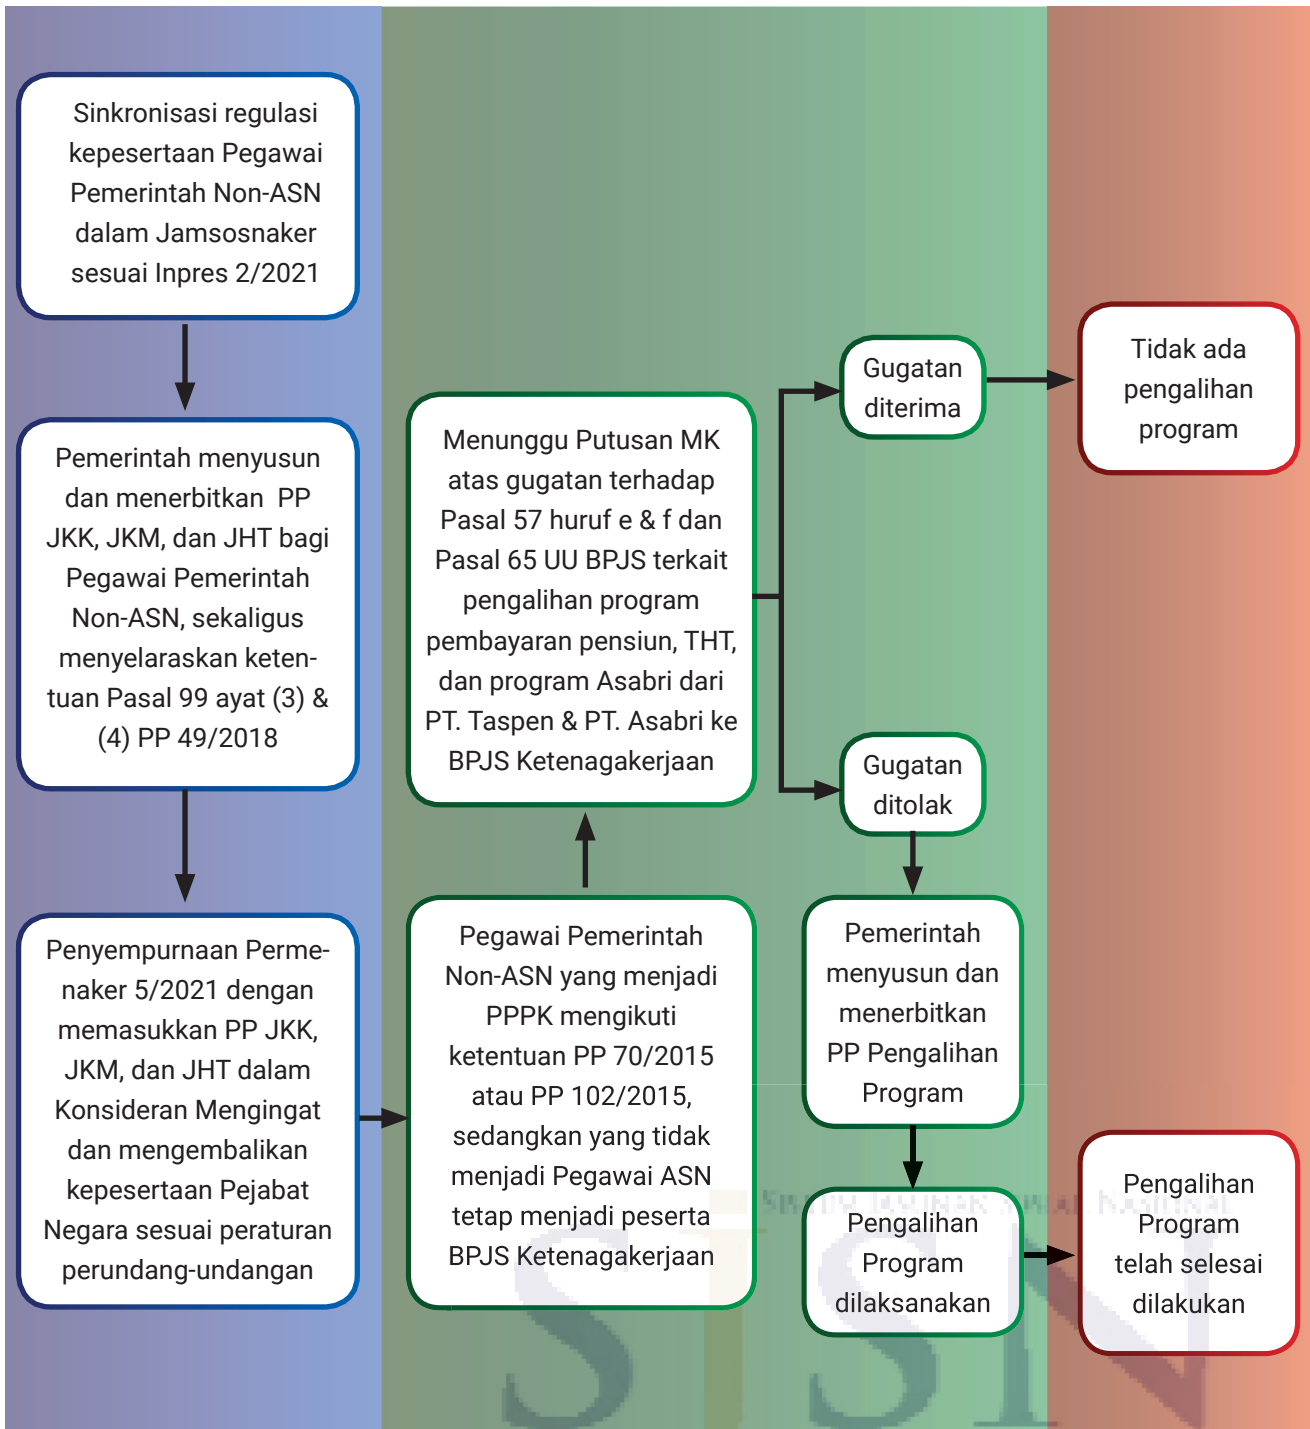 Sinkronisasi regulasi
kepesertaan Pegawai
Pemerintah Non-ASN
dalam Jamsosnaker
sesuai Inpres 2/2021
Pemerintah menyusun
dan menerbitkan PP
JKK, JKM, dan JHT bagi
Pegawai Pemerintah
Non-ASN, sekaligus
menyelaraskan keten-
tuan Pasal 99 ayat (3) &
(4) PP 49/2018
Penyempurnaan Perme-
naker 5/2021 dengan
memasukkan PP JKK,
JKM, dan JHT dalam
Konsideran Mengingat
dan mengembalikan
kepesertaan Pejabat
Negara sesuai peraturan
perundang-undangan
Pegawai Pemerintah
Non-ASN yang menjadi
PPPK mengikuti
ketentuan PP 70/2015
atau PP 102/2015,
sedangkan yang tidak
menjadi Pegawai ASN
tetap menjadi peserta
BPJS Ketenagakerjaan
Menunggu Putusan MK
atas gugatan terhadap
Pasal 57 huruf e & f dan
Pasal 65 UU BPJS terkait
pengalihan program
pembayaran pensiun, THT,
dan program Asabri dari
PT. Taspen & PT. Asabri ke
BPJS Ketenagakerjaan
Gugatan
diterima
Tidak ada
pengalihan
program
Gugatan
ditolak
Pemerintah
menyusun dan
menerbitkan
PP Pengalihan
Program
Pengalihan
Program
dilaksanakan
Pengalihan
Program
telah selesai
dilakukan
SJSN